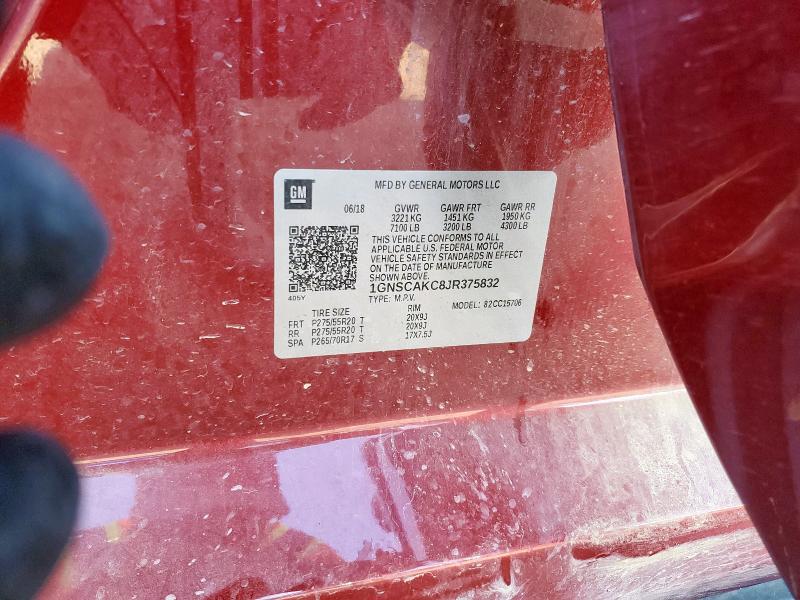 GM
MFD BY GENERAL MOTORS LLC
06/18 GVWR GAWR FRT GAWR RR
3221 KG 1451 KG 1950 KG
7100 LB 3200 LB 4300 LB
THIS VEHICLE CONFORMS TO ALL
APPLICABLE U.S. FEDERAL MOTOR
VEHICLE SAFETY STANDARDS IN EFFECT
ON THE DATE OF MANUFACTURE
SHOWN ABOVE.
1GNSCAKC8JR375832
405Y
TYPE: M.P.V. MODEL: 82CC15706
TIRE SIZE RIM
FRT P275/55R20 T 20X9J
RR P275/55R20 T 20X9J
SPA P265/70R17 S 17X7.5J